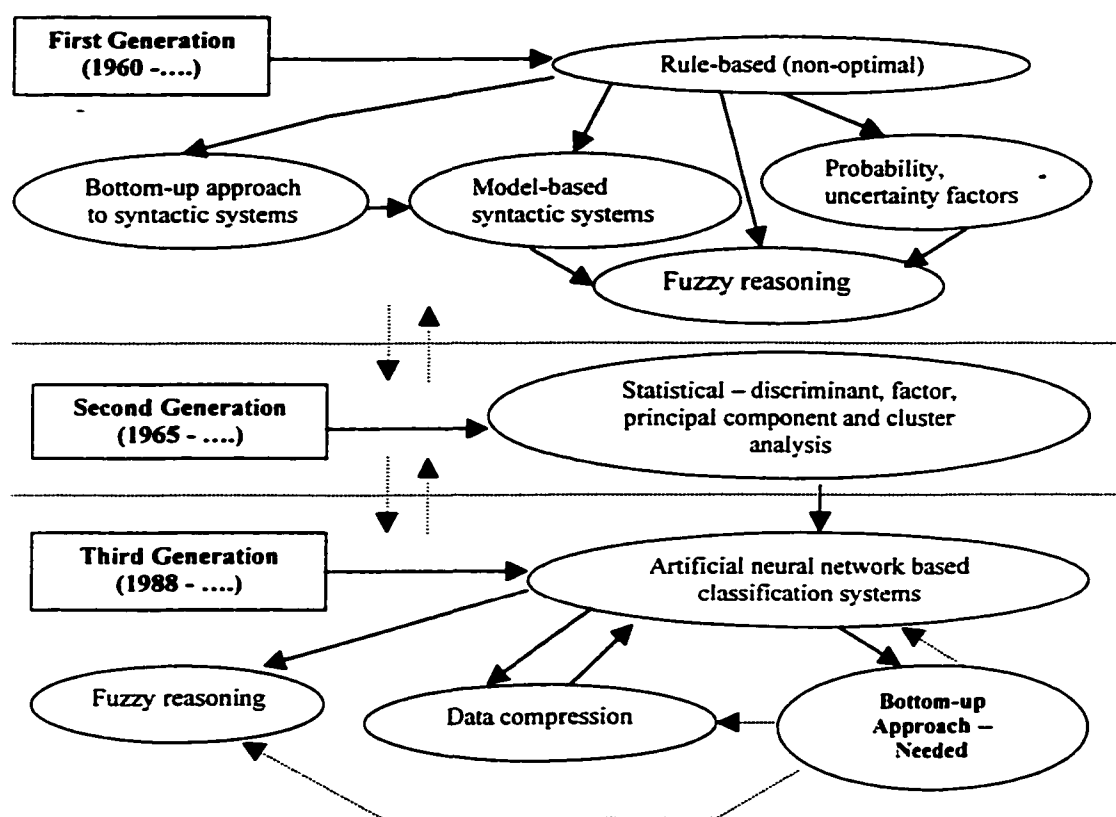 First Generation
(1960 -....)
Rule-based (non-optimal)
Bottom-up approach
to syntactic systems
Model-based
syntactic systems
Probability,
uncertainty factors
Fuzzy reasoning
Second Generation
(1965 - ....)
Statistical – discriminant, factor,
principal component and cluster
analysis
Third Generation
(1988 - ....)
Artificial neural network based
classification systems
Fuzzy reasoning
Data compression
Bottom-up
Approach –
Needed